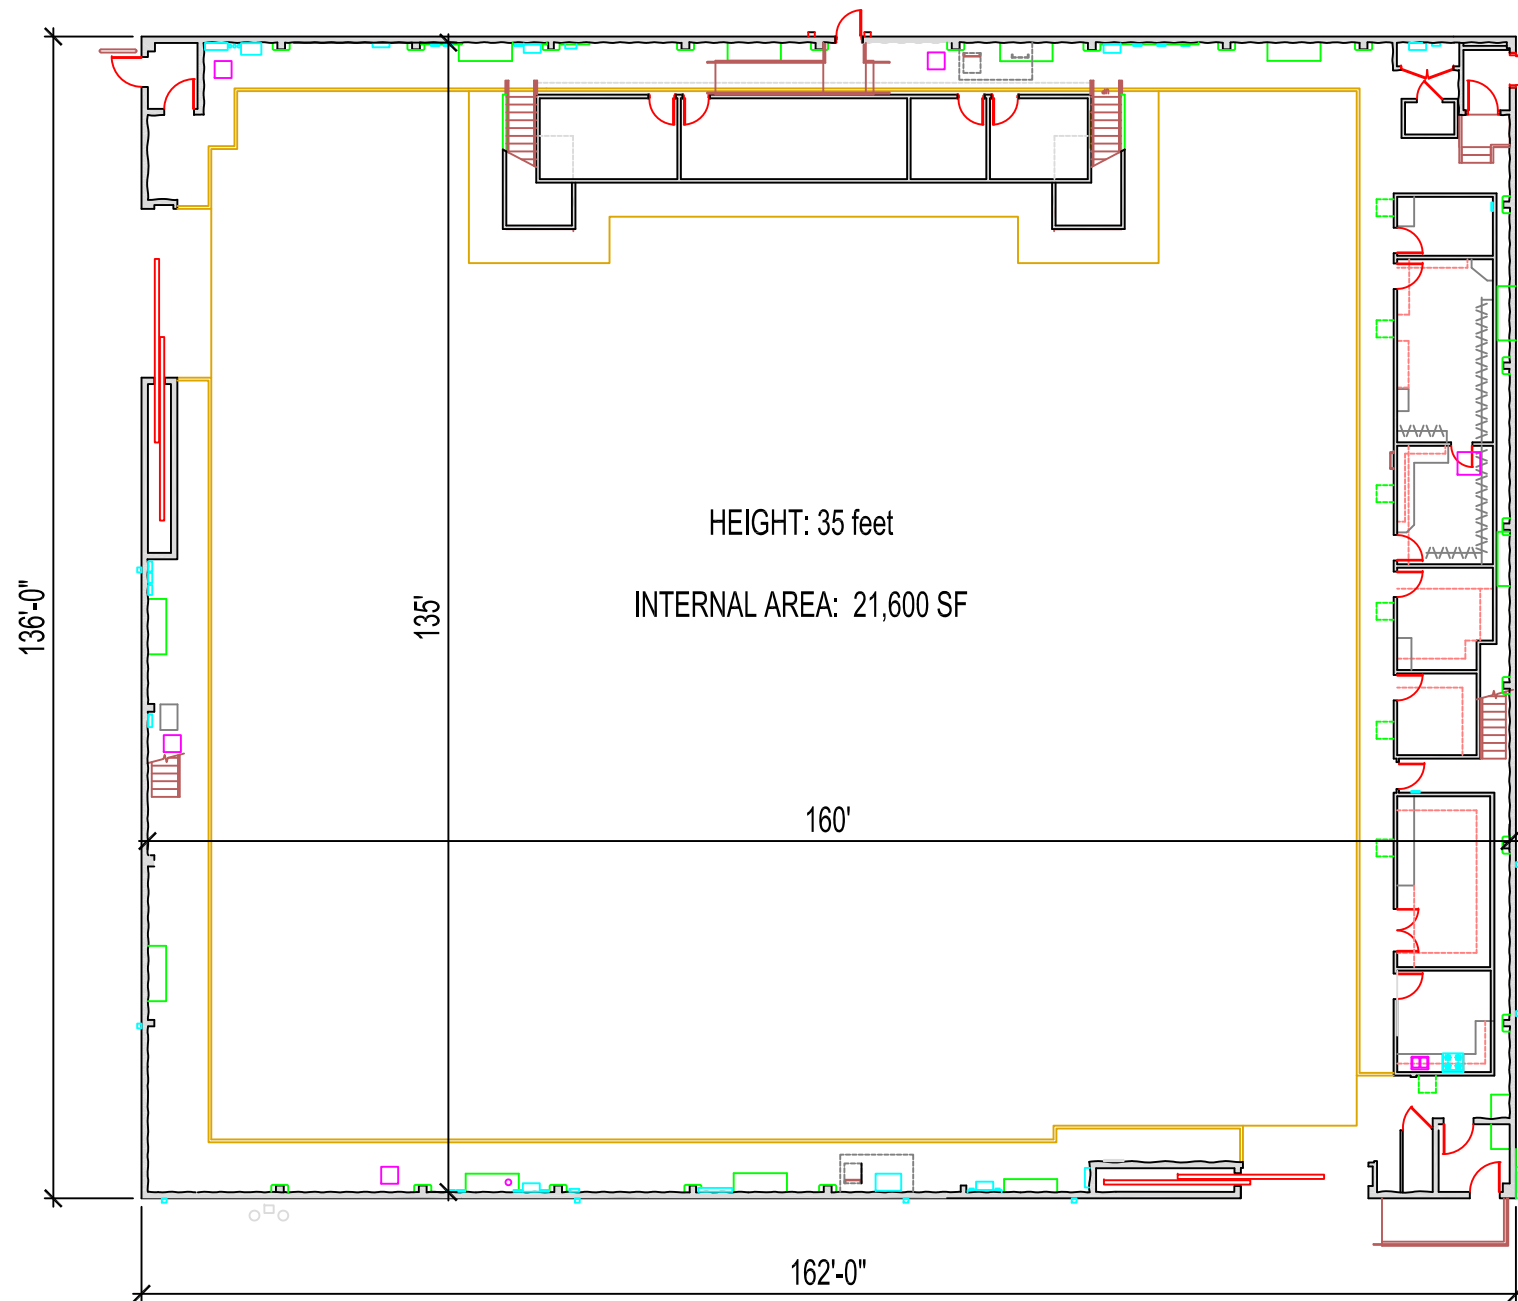 HEIGHT: 35 feet
136'-0"
135'
INTERNAL AREA: 21,600 SF
160'
162'-0"